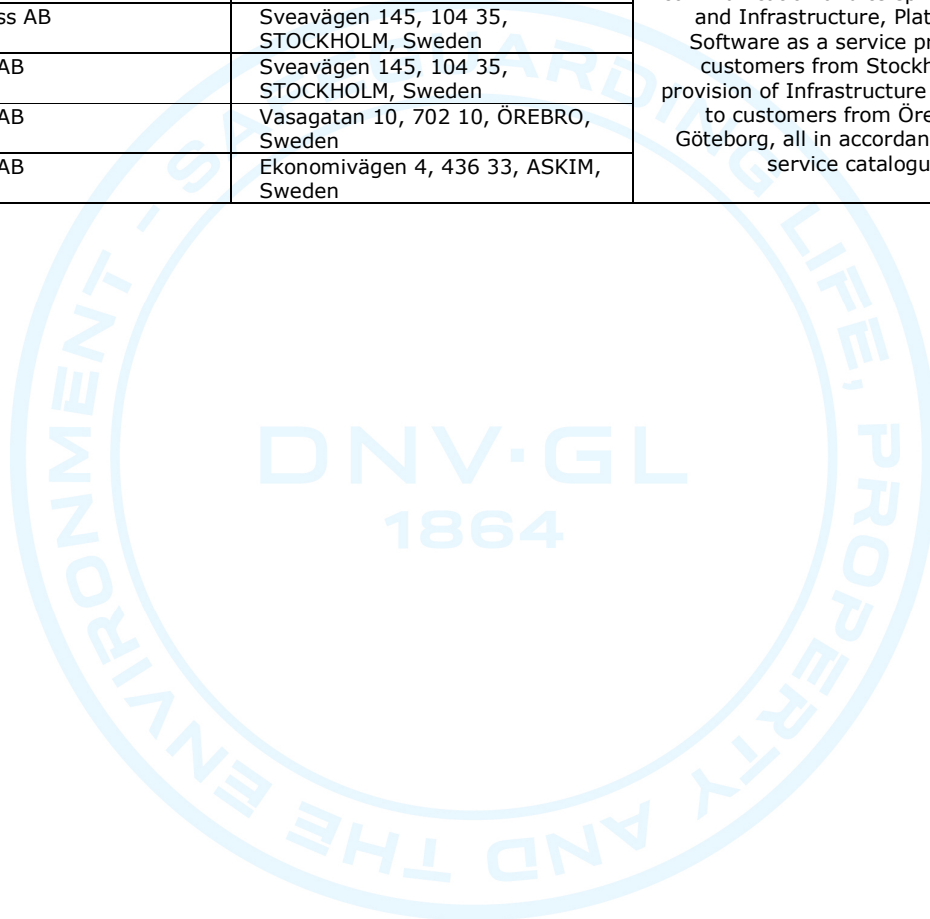 ss AB
Sveavägen 145, 104 35,
STOCKHOLM, Sweden
AB
Sveavägen 145, 104 35,
STOCKHOLM, Sweden
AB
Vasagatan 10, 702 10, ÖREBRO,
Sweden
AB
Ekonomivägen 4, 436 33, ASKIM,
Sweden
and Infrastructure, Plat
Software as a service pr
customers from Stockh
provision of Infrastructure
to customers from Öre
Göteborg, all in accordan
service catalogu
SAFEGUARDING LIFE, PROPERTY AND THE ENVIRONMENT -
DNV·GL
1864